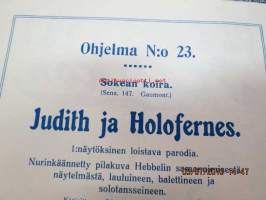 Ohjelma N:o 23.
Sokean koira.
(Sens. 147. Gaumont.)
Judith ja Holofernes.
1:näytöksinen loistava parodia.
Nurinkäännetty pilakuva Hebbelin samannimisestä
näytelmästä, lauluineen, balettineen ja
solotansseineen.